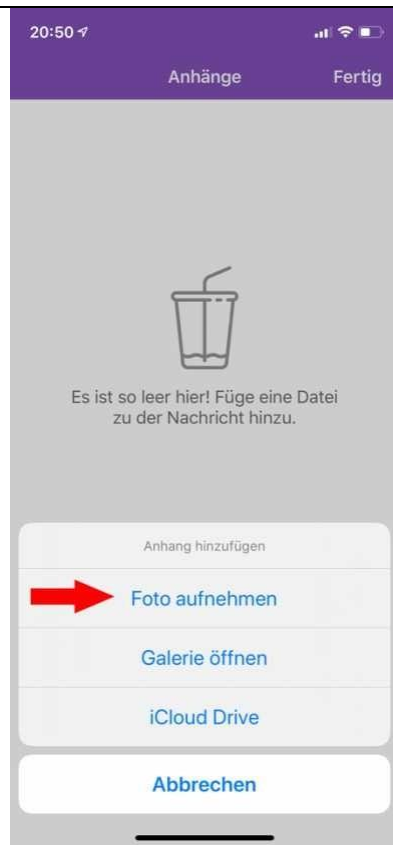 20:50
Anhänge
Fertig
Es ist so leer hier! Füge eine Datei
zu der Nachricht hinzu.
Anhang hinzufügen
Foto aufnehmen
Galerie öffnen
iCloud Drive
Abbrechen